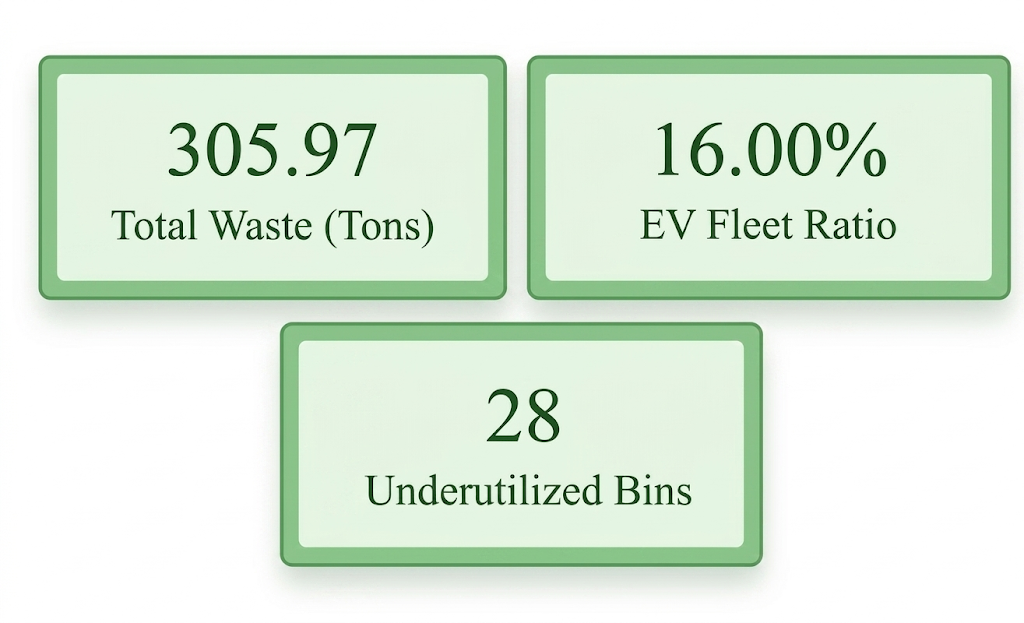 305.97
Total Waste (Tons)
16.00%
EV Fleet Ratio
28
Underutilized Bins